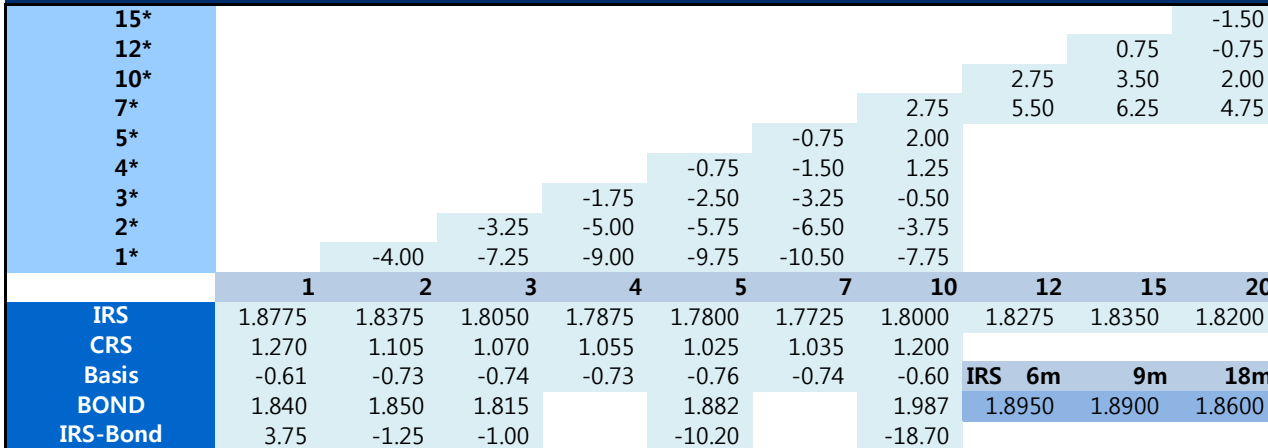 15* -1.50
12* 0.75 -0.75
10* 2.75 3.50 2.00
7* 2.75 5.50 6.25 4.75
5* -0.75 2.00
4* -0.75 -1.50 1.25
3* -1.75 -2.50 -3.25 -0.50
2* -3.25 -5.00 -5.75 -6.50 -3.75
1* -4.00 -7.25 -9.00 -9.75 -10.50 -7.75
1 2 3 4 5 7 10 12 15 20
IRS 1.8775 1.8375 1.8050 1.7875 1.7800 1.7725 1.8000 1.8275 1.8350 1.8200
CRS 1.270 1.105 1.070 1.055 1.025 1.035 1.200
Basis -0.61 -0.73 -0.74 -0.73 -0.76 -0.74 -0.60 IRS 6m 9m 18m
BOND 1.840 1.850 1.815 1.882 1.987 1.8950 1.8900 1.8600
IRS-Bond 3.75 -1.25 -1.00 -10.20 -18.70